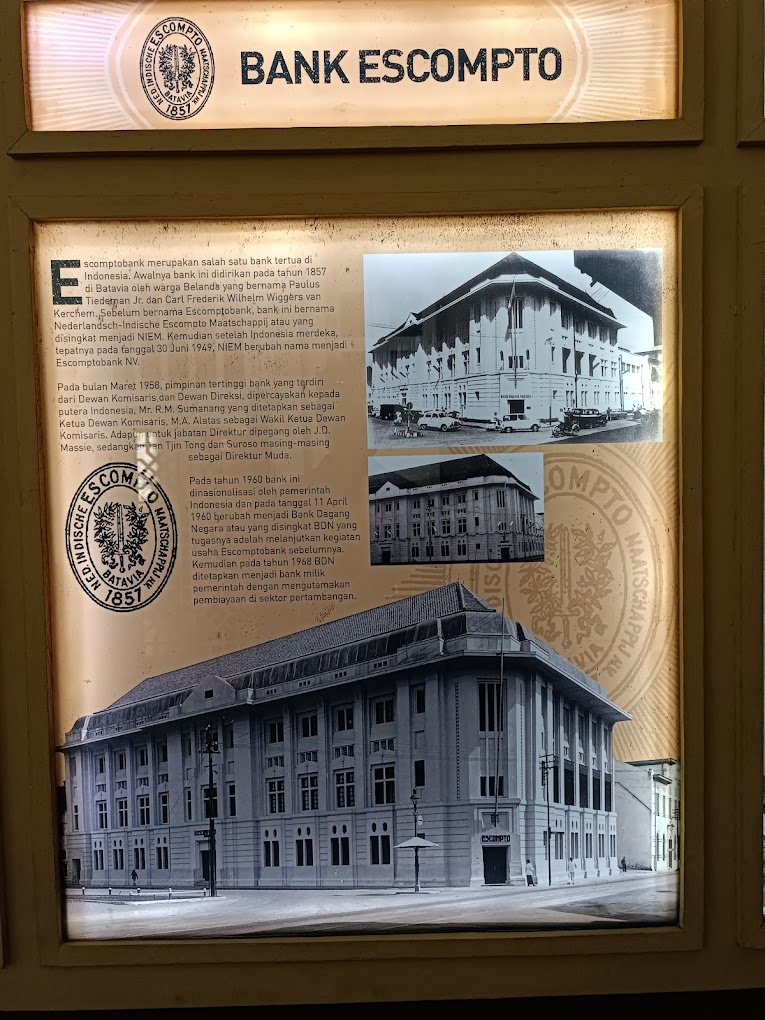 NED. INDISCHE ESCOMPTO MAATSCHAPPIJ NV.
BATAVIA
1857
BANK ESCOMPTO
Escomptobank merupakan salah satu bank tertua di
Indonesia. Awalnya bank ini didirikan pada tahun 1857
di Batavia oleh warga Belanda yang bernama Paulus
Tiedeman Jr. dan Carl Frederik Wilhelm Wiggers van
Kerchem. Sebelum bernama Escomptobank, bank ini bernama
Nederlandsch-Indische Escompto Maatschappij atau yang
disingkat menjadi NIEM. Kemudian setelah Indonesia merdeka,
tepatnya pada tanggal 30 Juni 1949, NIEM berubah nama menjadi
Escomptobank NV.
Pada bulan Maret 1958, pimpinan tertinggi bank yang terdiri
dari Dewan Komisaris dan Dewan Direksi, dipercayakan kepada
putera Indonesia, Mr. R.M. Sumanang yang ditetapkan sebagai
Ketua Dewan Komisaris, M.A. Alatas sebagai Wakil Ketua Dewan
Komisaris. Adapun untuk jabatan Direktur dipegang oleh J.D.
Massie, sedangkan Tjin Tong dan Suroso masing-masing
sebagai Direktur Muda.
Pada tahun 1960 bank ini
dinasionalisasi oleh pemerintah
Indonesia dan pada tanggal 11 April
1960 berubah menjadi Bank Dagang
Negara atau yang disingkat BDN yang
tugasnya adalah melanjutkan kegiatan
usaha Escomptobank sebelumnya.
Kemudian pada tahun 1968 BDN
ditetapkan menjadi bank milik
pemerintah dengan mengutamakan
pembiayaan di sektor pertambangan.
NED. INDISCHE ESCOMPTO MAATSCHAPPIJ NV.
BATAVIA
1857
BANK DAGANG NEGARA
ESCOMPTO